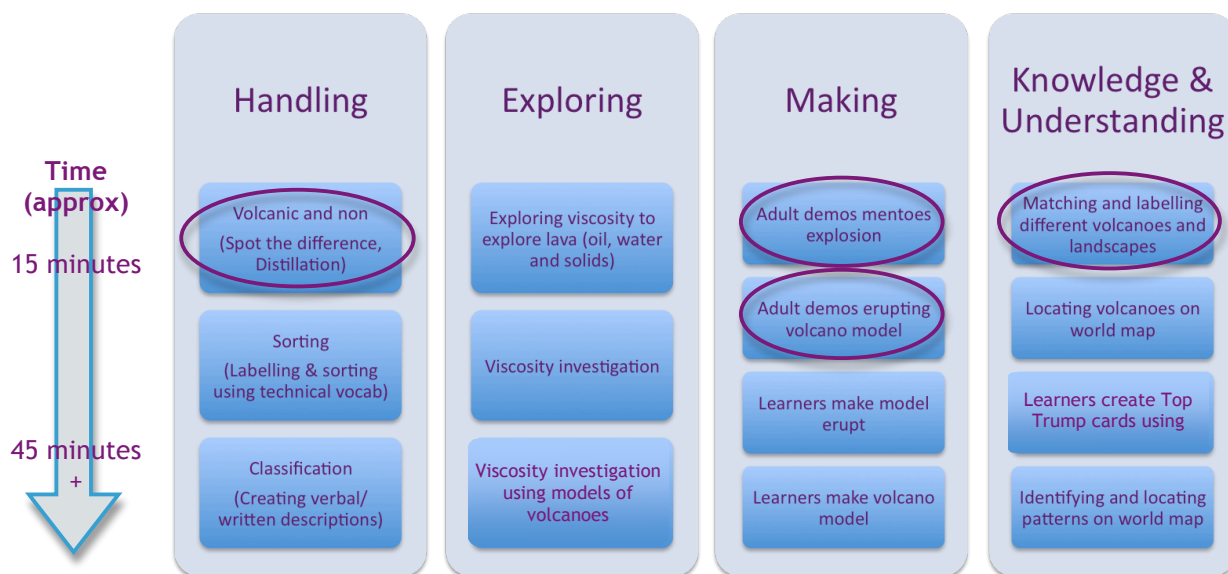 Time
(approx)
15 minutes
45 minutes
+
Handling
Volcanic and non
(Spot the difference,
Distillation)
Sorting
(Labelling & sorting
using technical vocab)
Classification
(Creating verbal/
written descriptions)
Exploring
Exploring viscosity to
explore lava (oil, water
and solids)
Viscosity investigation
Viscosity investigation
using models of
volcanoes
Making
Adult demos mentoes
explosion
Adult demos erupting
volcano model
Learners make model
erupt
Learners make volcano
model
Knowledge &
Understanding
Matching and labelling
different volcanoes and
landscapes
Locating volcanoes on
world map
Learners create Top
Trump cards using
Identifying and locating
patterns on world map